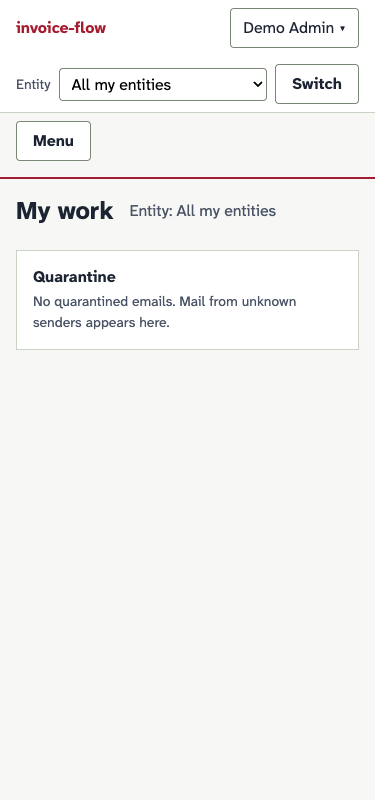 invoice-flow
Demo Admin ▾
Entity
All my entities
Switch
Menu
My work
Entity: All my entities
Quarantine
No quarantined emails. Mail from unknown
senders appears here.